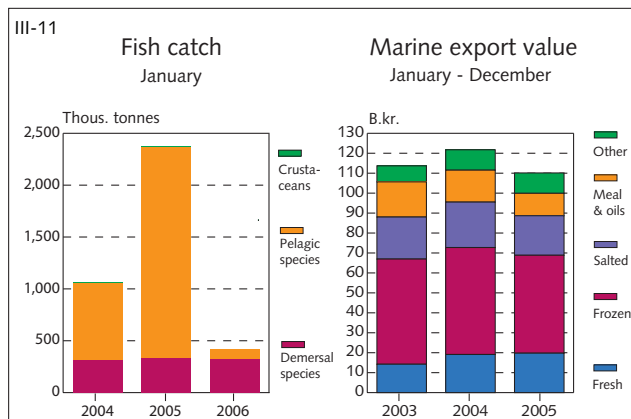 III-11
Fish catch
January
Thous. tonnes
2,500
2,000
1,500
1,000
500
0
2004 2005 2006
Crusta-
ceans
Pelagic
species
Demersal
species
Marine export value
January - December
B.kr.
130
120
110
100
90
80
70
60
50
40
30
20
10
0
2003 2004 2005
Other
Meal
& oils
Salted
Frozen
Fresh